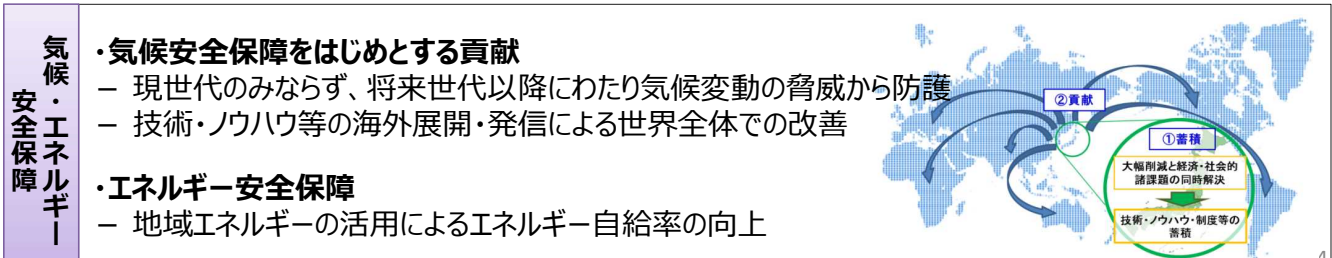 気候・エネルギー
安全保障
・気候安全保障をはじめとする貢献
− 現世代のみならず、将来世代以降にわたり気候変動の脅威から防護
− 技術・ノウハウ等の海外展開・発信による世界全体での改善
・エネルギー安全保障
− 地域エネルギーの活用によるエネルギー自給率の向上
②貢献
①蓄積
大幅削減と経済・社会的
諸課題の同時解決
技術・ノウハウ・制度等の
蓄積
4